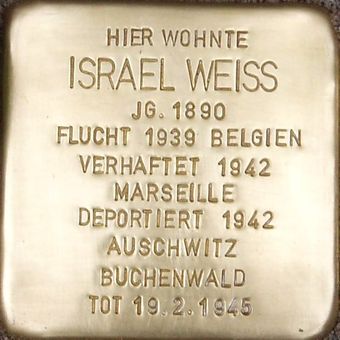 HIER WOHNTE
ISRAEL WEISS
JG. 1890
FLUCHT 1939 BELGIEN
VERHAFTET 1942
MARSEILLE
DEPORTIERT 1942
AUSCHWITZ
BUCHENWALD
TOT 19.2.1945